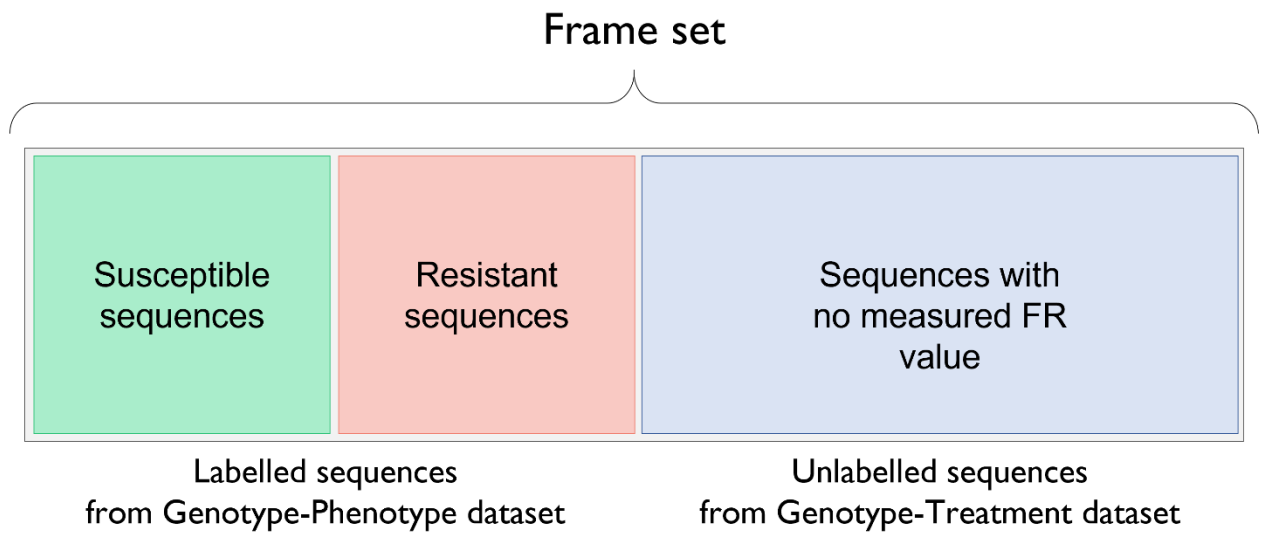 Frame set
Susceptible
sequences
Resistant
sequences
Sequences with
no measured FR
value
Labelled sequences
from Genotype-Phenotype dataset
Unlabelled sequences
from Genotype-Treatment dataset